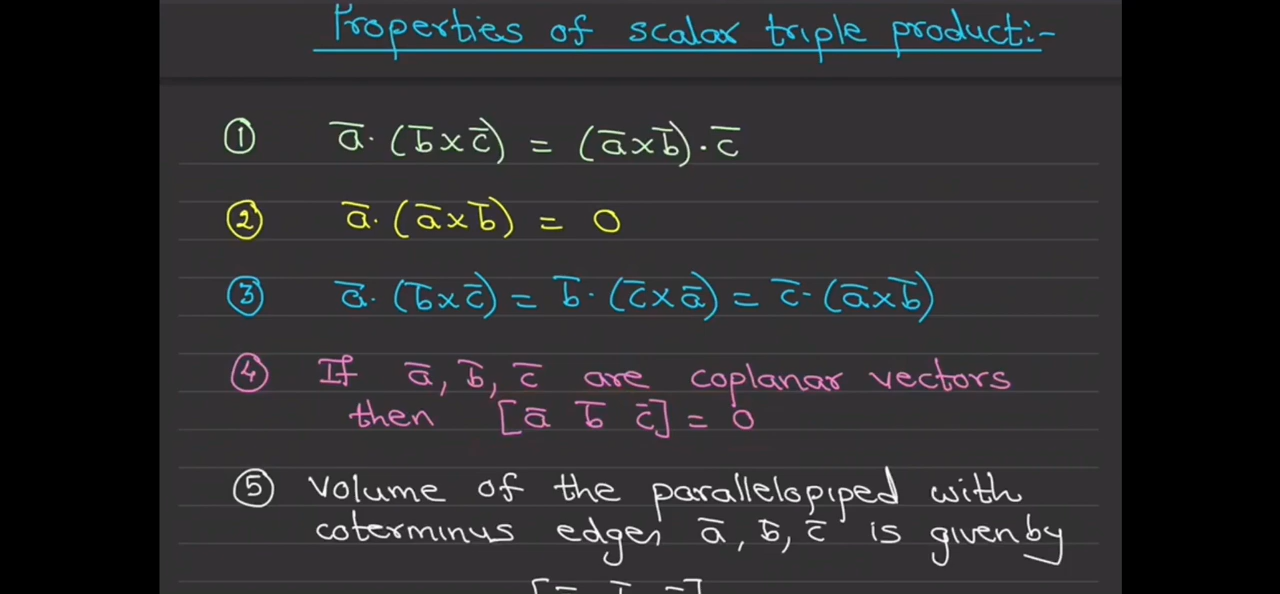 Properties of scalar triple product:-
① a̅. (b̅×c̅) = (a̅×b̅).c̅
② a̅. (a̅×b̅) = 0
③ a̅. (b̅×c̅) = b̅. (c̅×a̅) = c̅. (a̅×b̅)
④ If a̅, b̅, c̅ are coplanar vectors
then [a̅ b̅ c̅] = 0
⑤ Volume of the parallelopiped with
coterminus edges a̅, b̅, c̅ is given by